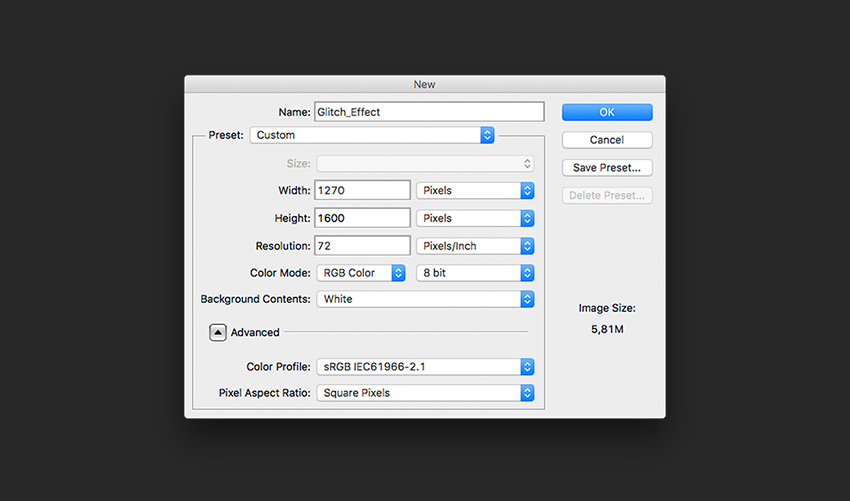 New
Name: Glitch_Effect
OK
Preset: Custom
Cancel
Size:
Save Preset...
Width: 1270 Pixels
Delete Preset...
Height: 1600 Pixels
Resolution: 72 Pixels/Inch
Color Mode: RGB Color 8 bit
Background Contents: White
Image Size:
5,81M
Advanced
Color Profile: sRGB IEC61966-2.1
Pixel Aspect Ratio: Square Pixels